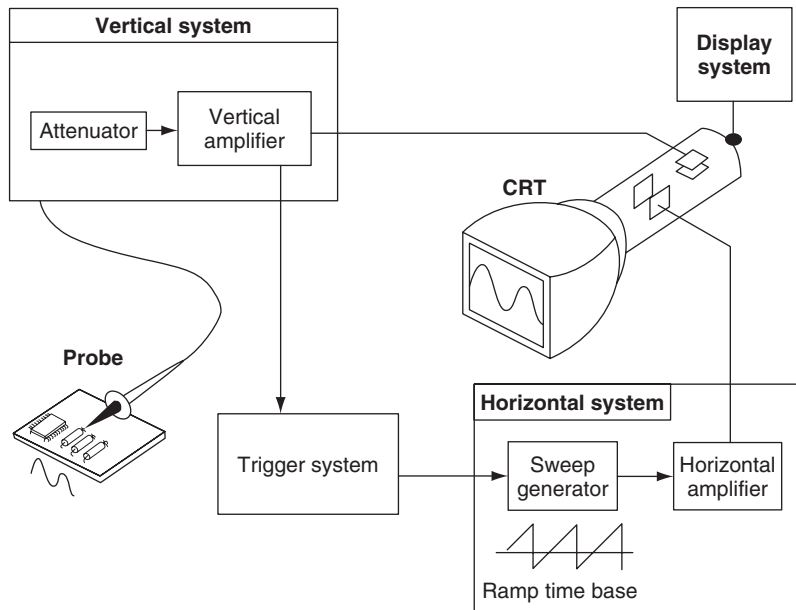 Vertical system
Attenuator
Vertical
amplifier
Display
system
CRT
Probe
Trigger system
Horizontal system
Sweep
generator
Horizontal
amplifier
Ramp time base